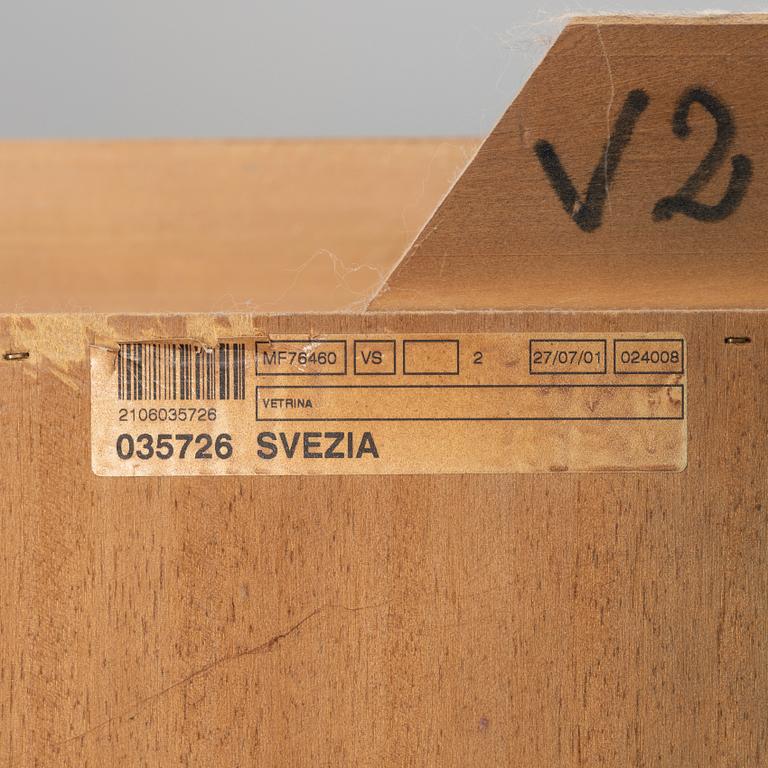 V2
MF76460 VS 2 27/07/01 024008
VETRINA
2106035726
035726 SVEZIA